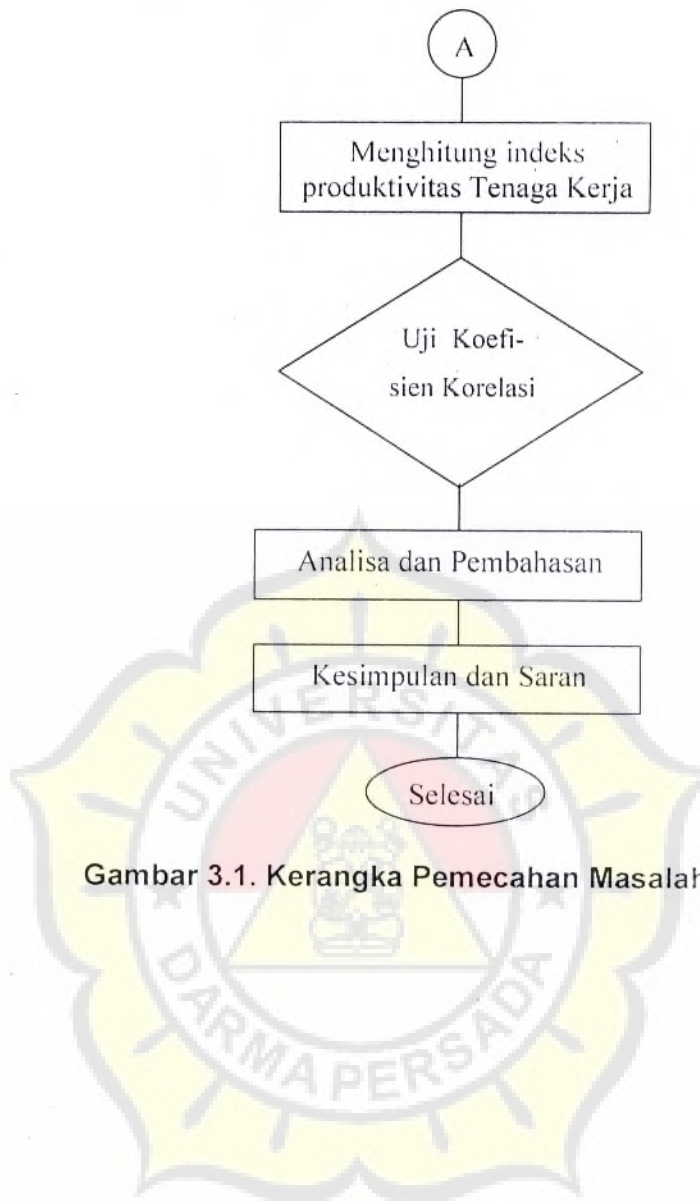 A
Menghitung indeks
produktivitas Tenaga Kerja
Uji Koefi-
sien Korelasi
Analisa dan Pembahasan
Kesimpulan dan Saran
Selesai
Gambar 3.1. Kerangka Pemecahan Masalah
UNIVERSITAS
DARMA PERSADA